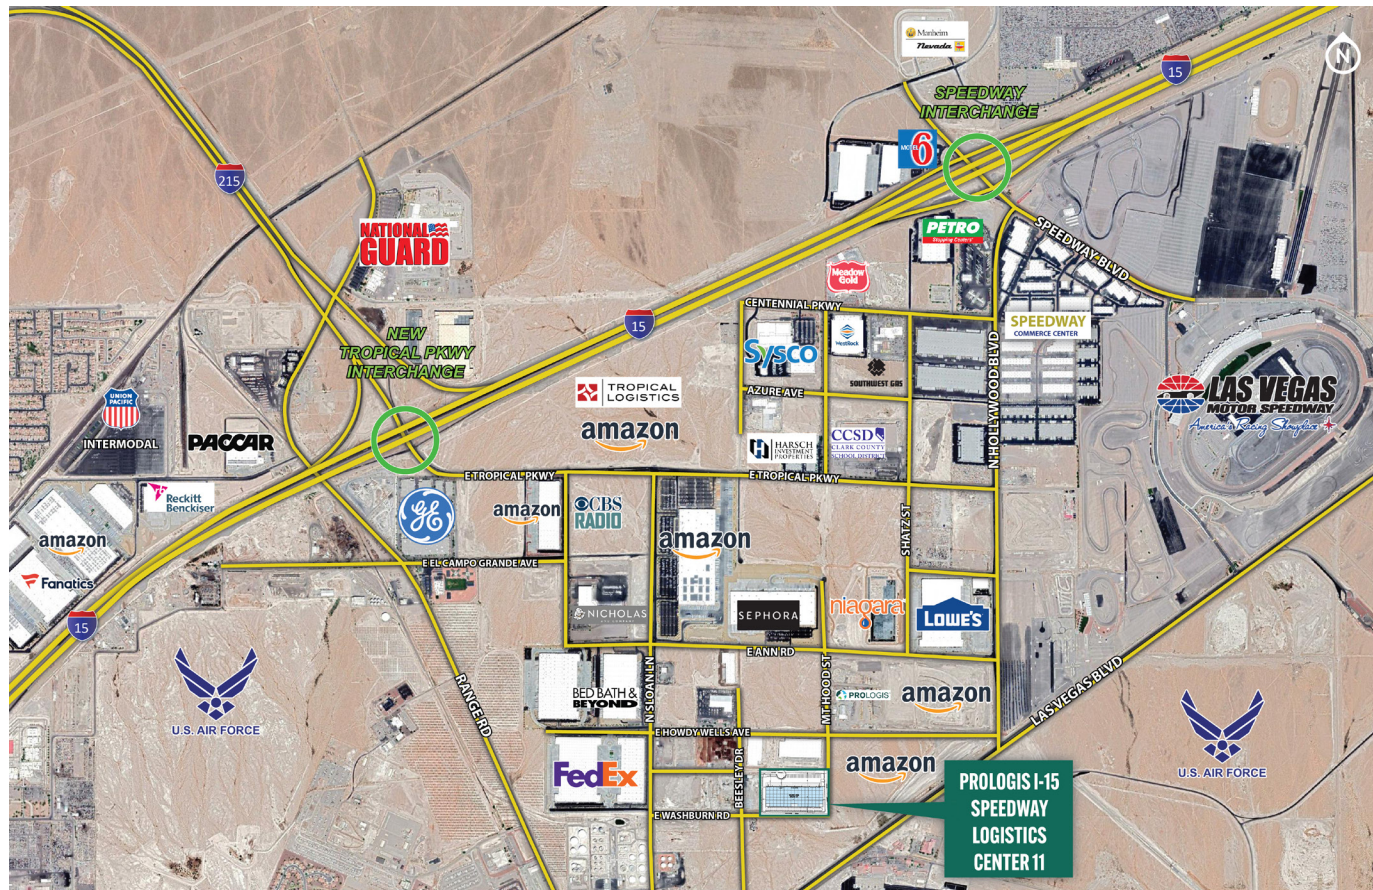 Manheim
Nevada
N
15
SPEEDWAY
INTERCHANGE
MOTEL
6
215
NATIONAL
GUARD
PETRO
Stopping Centers
SPEEDWAY BLVD
Meadow
Gold
CENTENNIAL PKWY
15
NEW
TROPICAL PKWY
INTERCHANGE
Sysco
WestRock
SOUTHWEST GAS
SPEEDWAY
COMMERCE CENTER
N HOLLYWOOD BLVD
TROPICAL
LOGISTICS
AZURE AVE
LAS VEGAS
MOTOR SPEEDWAY
America's Racing Showplace
UNION
PACIFIC
INTERMODAL
PACCAR
amazon
HARSCH
INVESTMENT
PROPERTIES
CCSD
CLARK COUNTY
SCHOOL DISTRICT
E TROPICAL PKWY
E TROPICAL PKWY
Reckitt
Benckiser
GE
amazon
CBS
RADIO
amazon
SHATZ ST
amazon
Fanatics
E EL CAMPO GRANDE AVE
15
NICHOLAS
SEPHORA
niagara
LOWE'S
E ANN RD
U.S. AIR FORCE
RANGE RD
BED BATH &
BEYOND
N SLOAN LN
MT HOOD ST
PROLOGIS
amazon
LAS VEGAS BLVD
U.S. AIR FORCE
E HOWDY WELLS AVE
FedEx
BEESLEY DR
amazon
E WASHBURN RD
PROLOGIS I-15
SPEEDWAY
LOGISTICS
CENTER 11